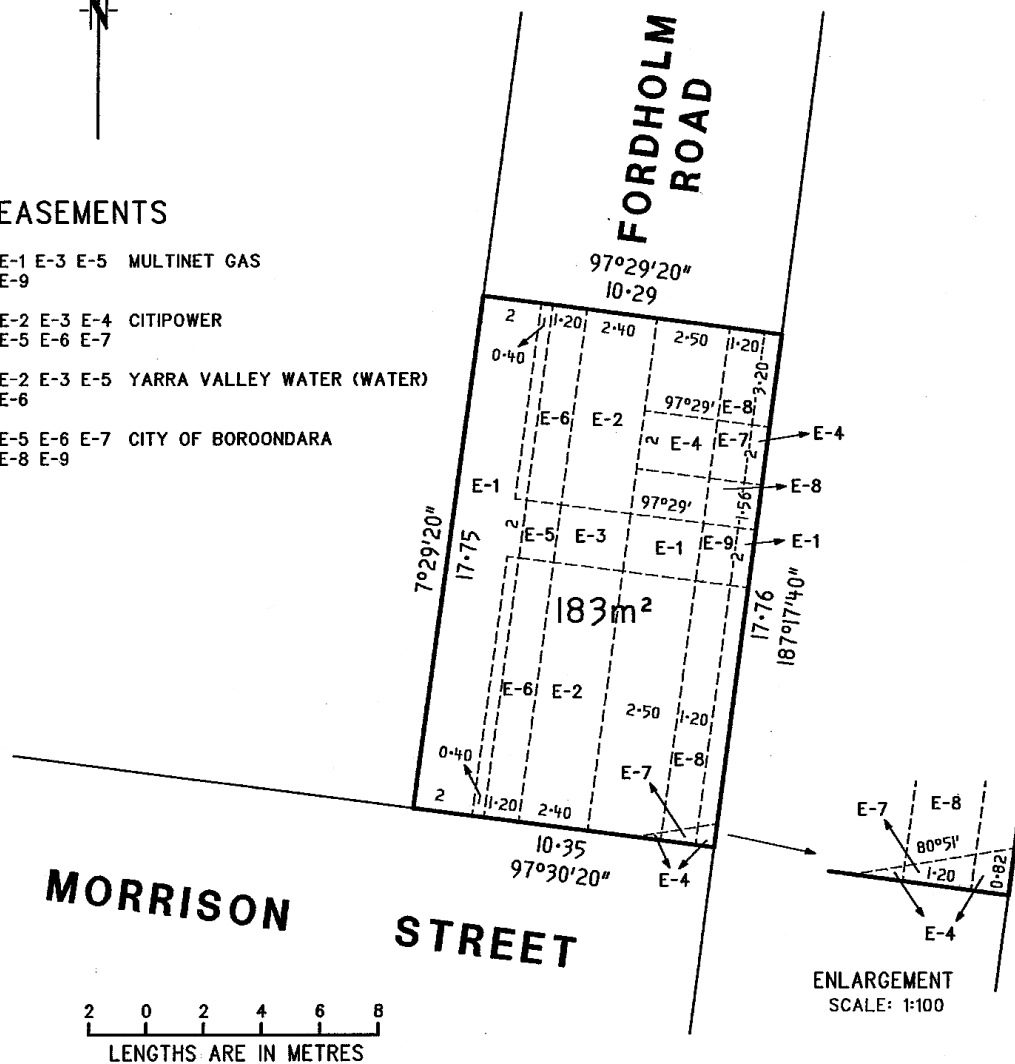 N
FORDHOLM
ROAD
EASEMENTS
E-1 E-3 E-5 MULTINET GAS
E-9
E-2 E-3 E-4 CITIPOWER
E-5 E-6 E-7
E-2 E-3 E-5 YARRA VALLEY WATER (WATER)
E-6
E-5 E-6 E-7 CITY OF BOROONDARA
E-8 E-9
97°29'20"
10·29
2
1·20
2·40
2·50
1·20
0·40
3·20
97°29'
E-8
E-6
E-2
2
E-4
E-7
2
E-4
E-1
E-8
97°29'
1·56
2
E-5
E-3
E-1
E-9
2
E-1
7°29'20"
17·75
183m²
17·76
187°17'40"
E-6
E-2
2·50
1·20
0·40
E-7
E-8
2
1·20
2·40
10·35
97°30'20"
E-4
E-7
E-8
80°51'
1·20
0·82
E-4
MORRISON STREET
ENLARGEMENT
SCALE: 1:100
2 0 2 4 6 8
LENGTHS ARE IN METRES